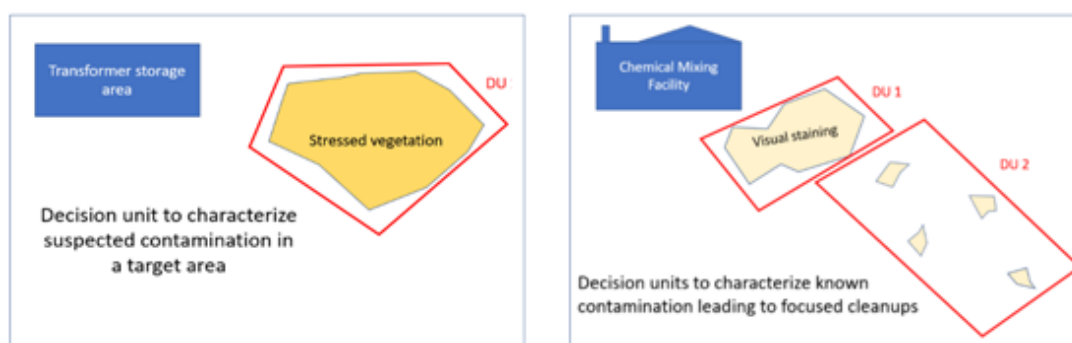 Transformer storage
area
DU
Stressed vegetation
Decision unit to characterize
suspected contamination in
a target area
Chemical Mixing
Facility
DU 1
Visual staining
DU 2
Decision units to characterize known
contamination leading to focused cleanups